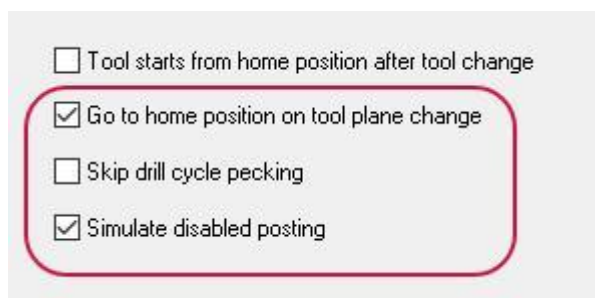 Tool starts from home position after tool change
Go to home position on tool plane change
Skip drill cycle pecking
Simulate disabled posting